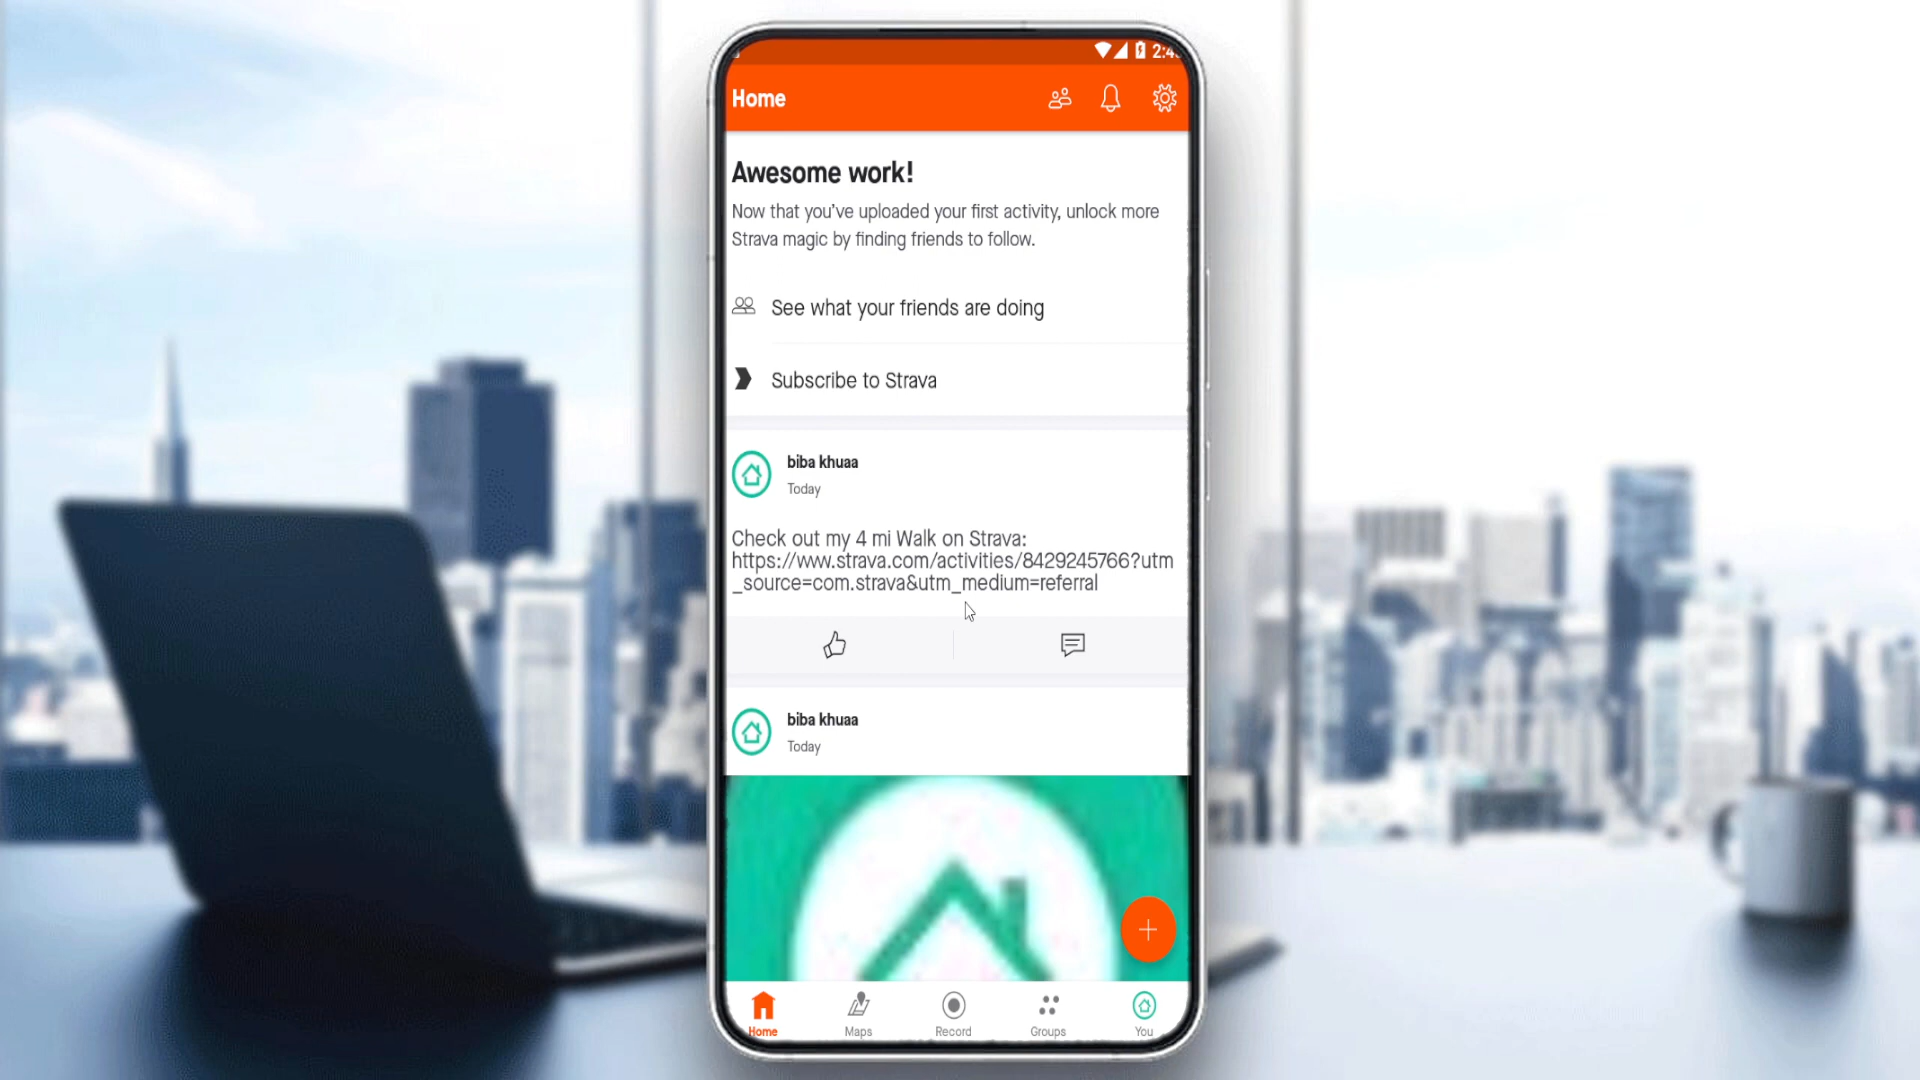 Home
Awesome work!
Now that you've uploaded your first activity, unlock more
Strava magic by finding friends to follow.
See what your friends are doing
Subscribe to Strava
biba khuaa
Today
Check out my 4 mi Walk on Strava:
https://www.strava.com/activities/8429245766?utm
_source=com.strava&utm_medium=referral
biba khuaa
Today
Home
Maps
Record
Groups
You